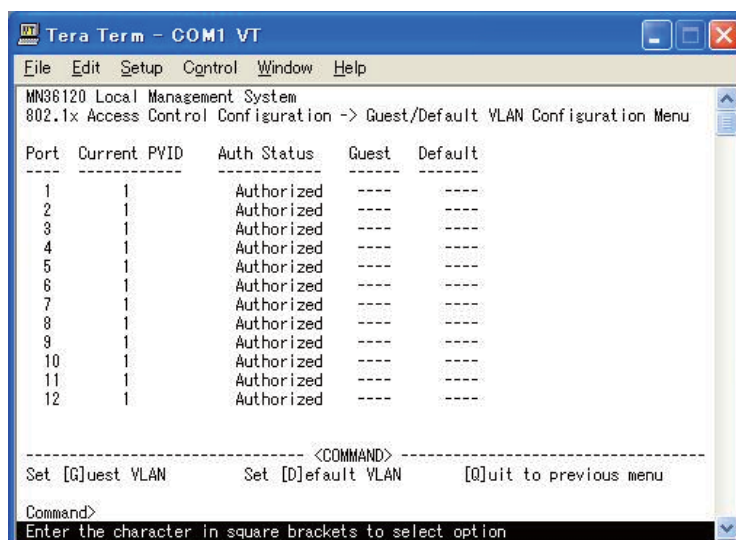 Tera Term - COM1 VT
File Edit Setup Control Window Help
MN36120 Local Management System
802.1x Access Control Configuration -> Guest/Default VLAN Configuration Menu
Port Current PVID Auth Status Guest Default
---- ------------ ------------ ------ -------
1 1 Authorized ---- ----
2 1 Authorized ---- ----
3 1 Authorized ---- ----
4 1 Authorized ---- ----
5 1 Authorized ---- ----
6 1 Authorized ---- ----
7 1 Authorized ---- ----
8 1 Authorized ---- ----
9 1 Authorized ---- ----
10 1 Authorized ---- ----
11 1 Authorized ---- ----
12 1 Authorized ---- ----
-------------------------------- <COMMAND> -----------------------------------
Set [G]uest VLAN Set [D]efault VLAN [Q]uit to previous menu
Command>
Enter the character in square brackets to select option